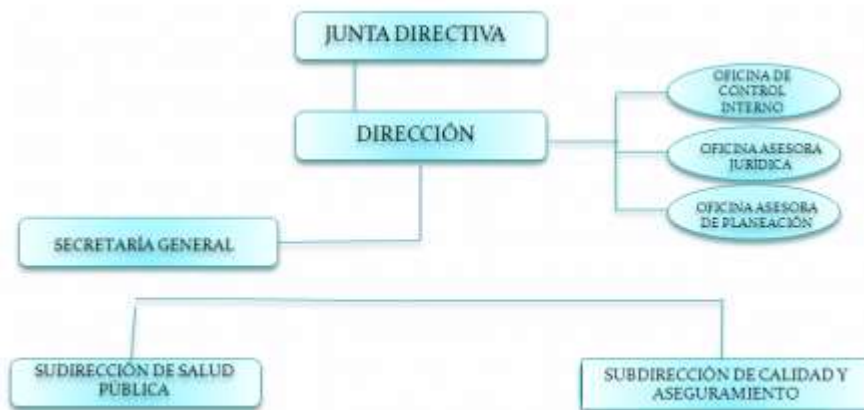 JUNTA DIRECTIVA
DIRECCIÓN
OFICINA DE
CONTROL
INTERNO
OFICINA ASESORA
JURÍDICA
OFICINA ASESORA
DE PLANEACIÓN
SECRETARÍA GENERAL
SUDIRECCIÓN DE SALUD
PÚBLICA
SUBDIRECCIÓN DE CALIDAD Y
ASEGURAMIENTO